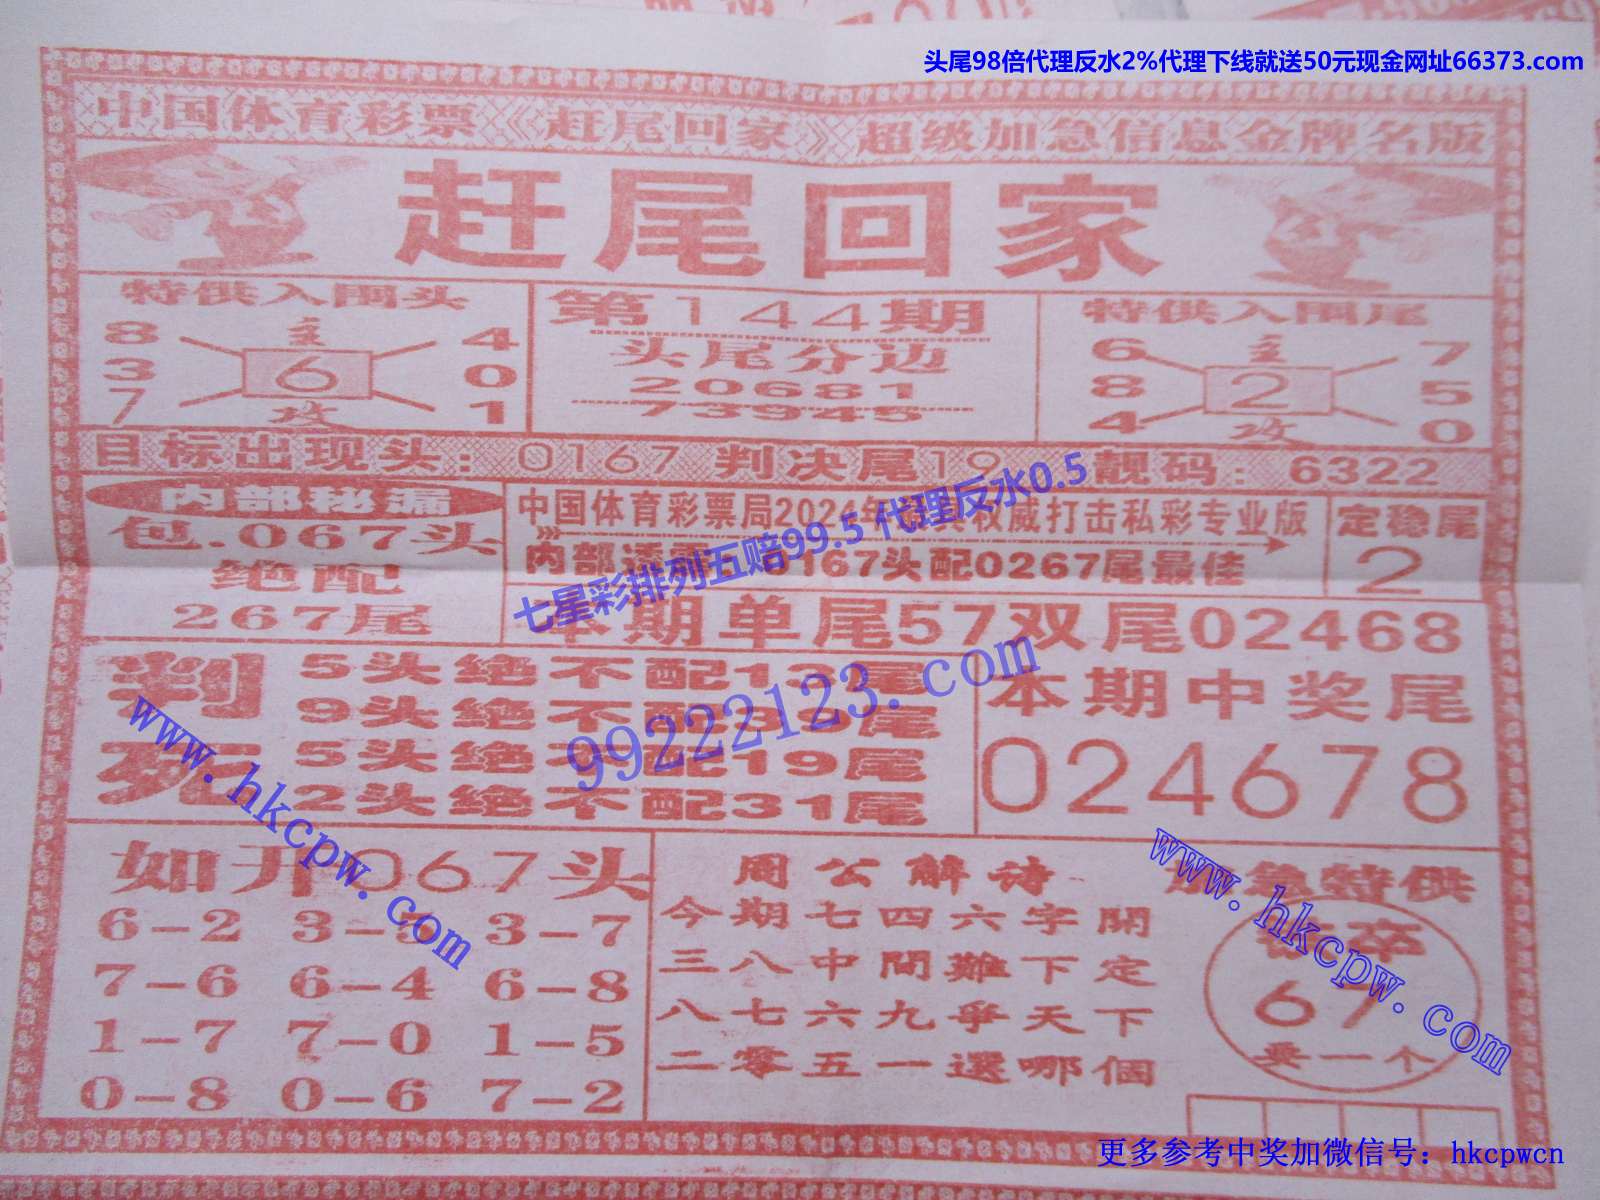 头尾98倍代理反水2%代理下线就送50元现金网址66373.com
中国体育彩票《赶尾回家》超级加急信息金牌名版
赶尾回家
特供入围头
8 主 4
3 6 0
7 攻 1
第144期
头尾分边
20681
73945
特供入围尾
6 主 7
8 2 5
4 攻 0
目标出现头：0167 判决尾19 靓码：6322
内部秘漏
包.067头
绝配
267尾
中国体育彩票局2024年 权威打击私彩专业版
内部透 167头配0267尾最佳
定稳尾
2
本期单尾57双尾02468
判死
5头绝不配13尾
9头绝不配 尾
5头绝不配19尾
2头绝不配31尾
本期中奖尾
024678
如开067头
6-2 3-5 3-7
7-6 6-4 6-8
1-7 7-0 1-5
0-8 0-6 7-2
周公解诗
今期七四六字開
三八中間難下定
八七六九爭天下
二零五一選哪個
急特供
卒
67
卖一个
七星彩排列五赔99.5 代理反水0.5
99222123.com
www.hkcpw.com
www.hkcpw.com
更多参考中奖加微信号：hkcpwcn